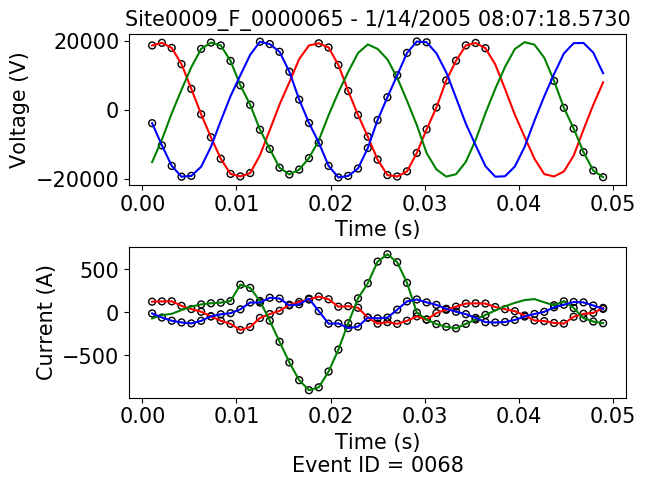 Site0009_F_0000065 - 1/14/2005 08:07:18.5730
20000
0
−20000
Voltage (V)
0.00 0.01 0.02 0.03 0.04 0.05
Time (s)
500
0
−500
Current (A)
0.00 0.01 0.02 0.03 0.04 0.05
Time (s)
Event ID = 0068